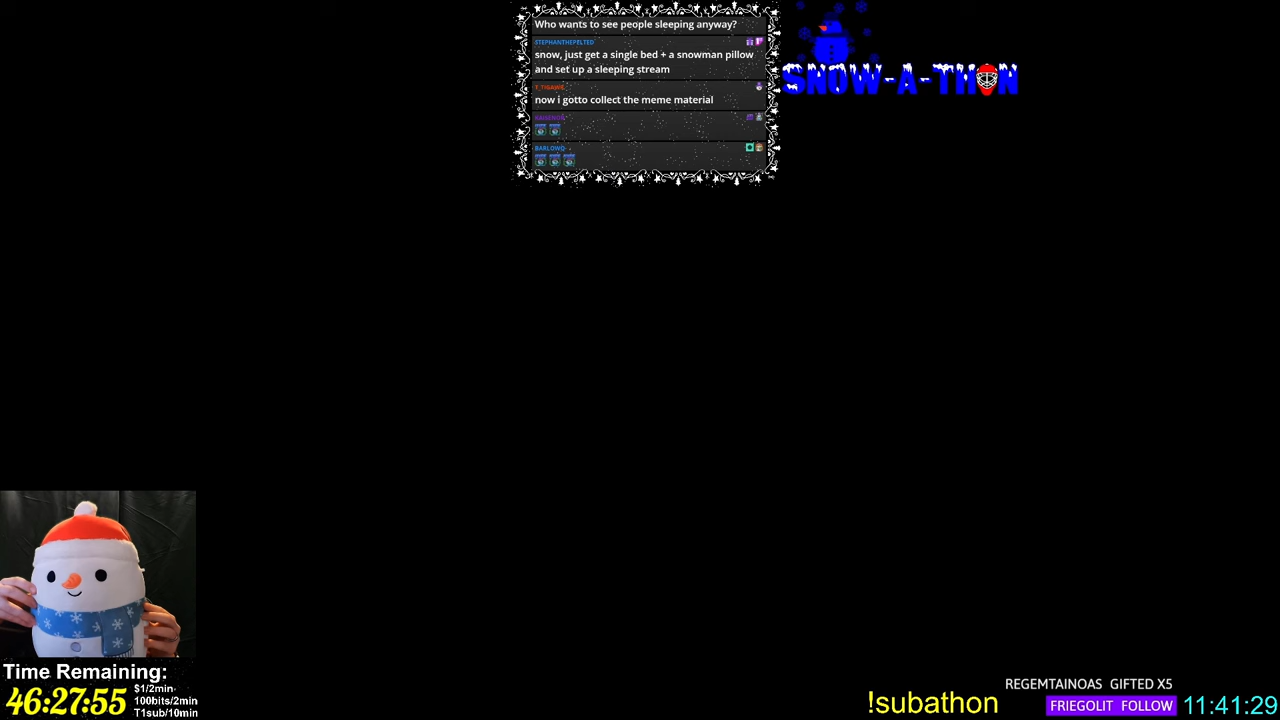 Who wants to see people sleeping anyway?
STEPHANTHEFELTED
snow, just get a single bed + a snowman pillow
and set up a sleeping stream
now i gotto collect the meme material
BARLOWQ
SNOW-A-THON
Time Remaining:
46:27:55
$1/2min
100bits/2min
T1sub/10min
!subathon
REGEMTAINOAS GIFTED X5
FRIEGOLIT FOLLOW
11:41:29